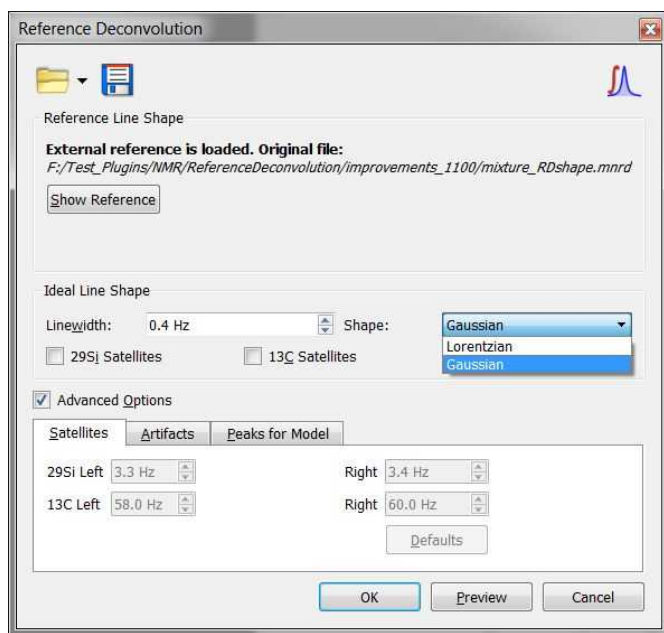 Reference Deconvolution
Reference Line Shape
External reference is loaded. Original file:
F:/Test_Plugins/NMR/ReferenceDeconvolution/improvements_1100/mixture_RDshape.mnrd
Show Reference
Ideal Line Shape
Linewidth: 0.4 Hz Shape: Gaussian
Lorentzian
29Si Satellites 13C Satellites Gaussian
Advanced Options
Satellites Artifacts Peaks for Model
29Si Left 3.3 Hz Right 3.4 Hz
13C Left 58.0 Hz Right 60.0 Hz
Defaults
OK Preview Cancel